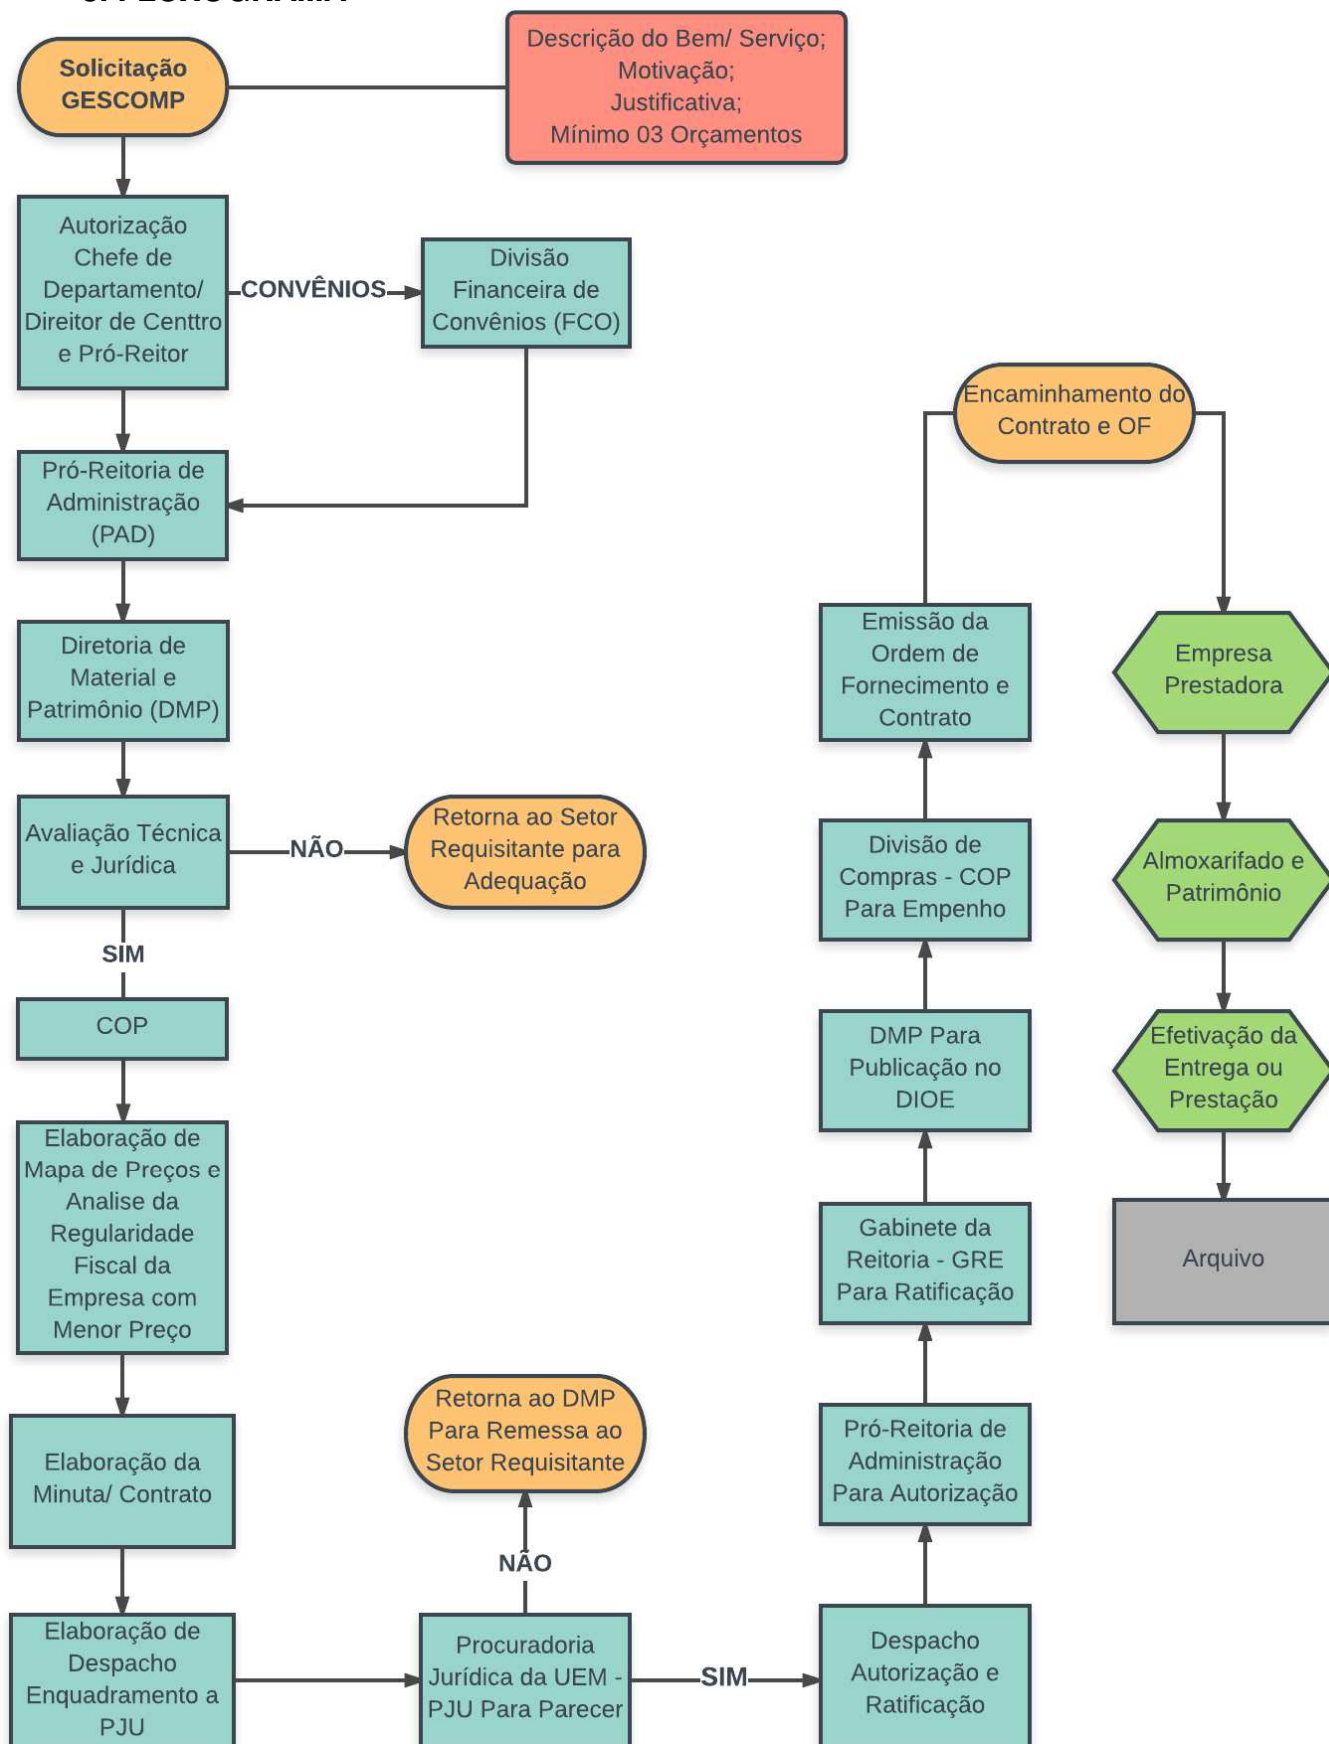 Solicitação
GESCOMP
Descrição do Bem/ Serviço;
Motivação;
Justificativa;
Mínimo 03 Orçamentos
Autorização
Chefe de
Departamento/
Direitor de Centtro
e Pró-Reitor
CONVÊNIOS
Divisão
Financeira de
Convênios (FCO)
Pró-Reitoria de
Administração
(PAD)
Diretoria de
Material e
Patrimônio (DMP)
Avaliação Técnica
e Jurídica
NÃO
Retorna ao Setor
Requisitante para
Adequação
SIM
COP
Elaboração de
Mapa de Preços e
Analise da
Regularidade
Fiscal da
Empresa com
Menor Preço
Elaboração da
Minuta/ Contrato
Elaboração de
Despacho
Enquadramento a
PJU
Procuradoria
Jurídica da UEM -
PJU Para Parecer
NÃO
Retorna ao DMP
Para Remessa ao
Setor Requisitante
SIM
Despacho
Autorização e
Ratificação
Pró-Reitoria de
Administração
Para Autorização
Gabinete da
Reitoria - GRE
Para Ratificação
DMP Para
Publicação no
DIOE
Divisão de
Compras - COP
Para Empenho
Emissão da
Ordem de
Fornecimento e
Contrato
Encaminhamento do
Contrato e OF
Empresa
Prestadora
Almoxarifado e
Patrimônio
Efetivação da
Entrega ou
Prestação
Arquivo